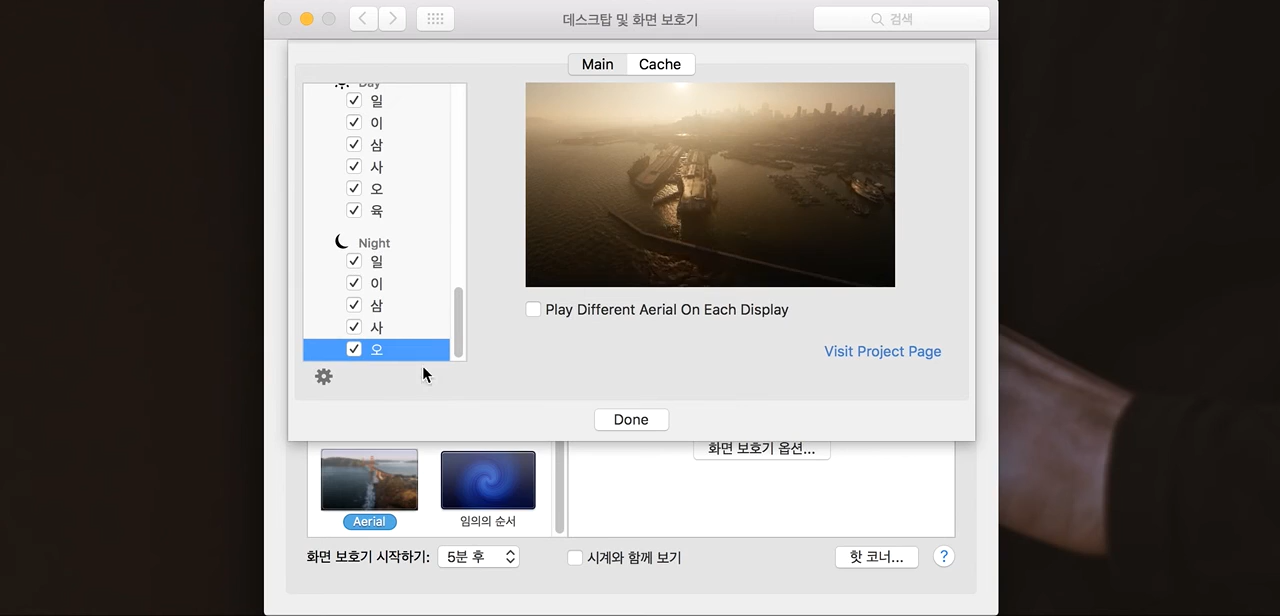 데스크탑 및 화면 보호기
검색
Main
Cache
Day
일
이
삼
사
오
육
Night
일
이
삼
사
오
Play Different Aerial On Each Display
Visit Project Page
Done
화면 보호기 옵션...
Aerial
임의의 순서
화면 보호기 시작하기:
5분 후
시계와 함께 보기
핫 코너...
?